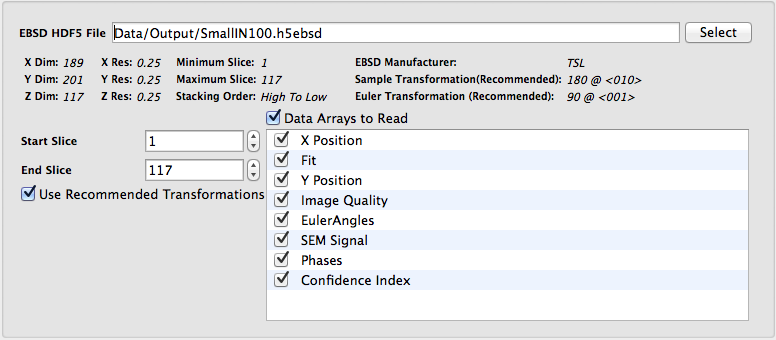 EBSD HDF5 File Data/Output/SmallIN100.h5ebsd Select
X Dim: 189 X Res: 0.25 Minimum Slice: 1 EBSD Manufacturer: TSL
Y Dim: 201 Y Res: 0.25 Maximum Slice: 117 Sample Transformation(Recommended): 180 @ <010>
Z Dim: 117 Z Res: 0.25 Stacking Order: High To Low Euler Transformation (Recommended): 90 @ <001>
Data Arrays to Read
Start Slice 1
End Slice 117
Use Recommended Transformations
X Position
Fit
Y Position
Image Quality
EulerAngles
SEM Signal
Phases
Confidence Index